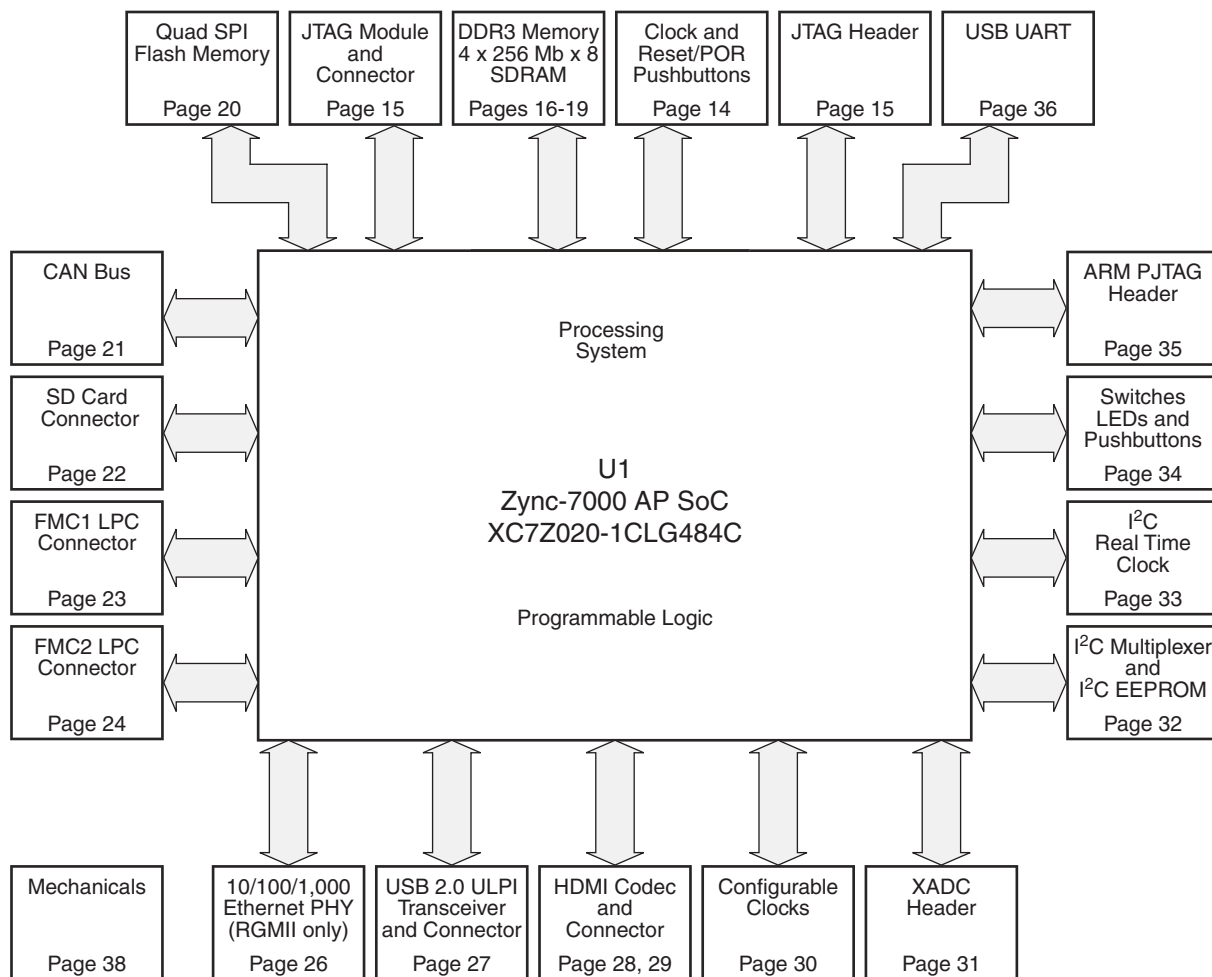 Quad SPI
Flash Memory
Page 20
JTAG Module
and
Connector
Page 15
DDR3 Memory
4 x 256 Mb x 8
SDRAM
Pages 16-19
Clock and
Reset/POR
Pushbuttons
Page 14
JTAG Header
Page 15
USB UART
Page 36
CAN Bus
Page 21
SD Card
Connector
Page 22
FMC1 LPC
Connector
Page 23
FMC2 LPC
Connector
Page 24
Processing
System
U1
Zync-7000 AP SoC
XC7Z020-1CLG484C
Programmable Logic
ARM PJTAG
Header
Page 35
Switches
LEDs and
Pushbuttons
Page 34
I²C
Real Time
Clock
Page 33
I²C Multiplexer
and
I²C EEPROM
Page 32
Mechanicals
Page 38
10/100/1,000
Ethernet PHY
(RGMII only)
Page 26
USB 2.0 ULPI
Transceiver
and Connector
Page 27
HDMI Codec
and
Connector
Page 28, 29
Configurable
Clocks
Page 30
XADC
Header
Page 31